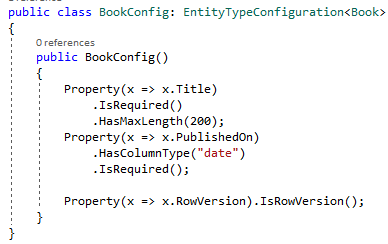 public class BookConfig: EntityTypeConfiguration<Book>
{
0 references
public BookConfig()
{
Property(x => x.Title)
.IsRequired()
.HasMaxLength(200);
Property(x => x.PublishedOn)
.HasColumnType("date")
.IsRequired();
Property(x => x.RowVersion).IsRowVersion();
}
}